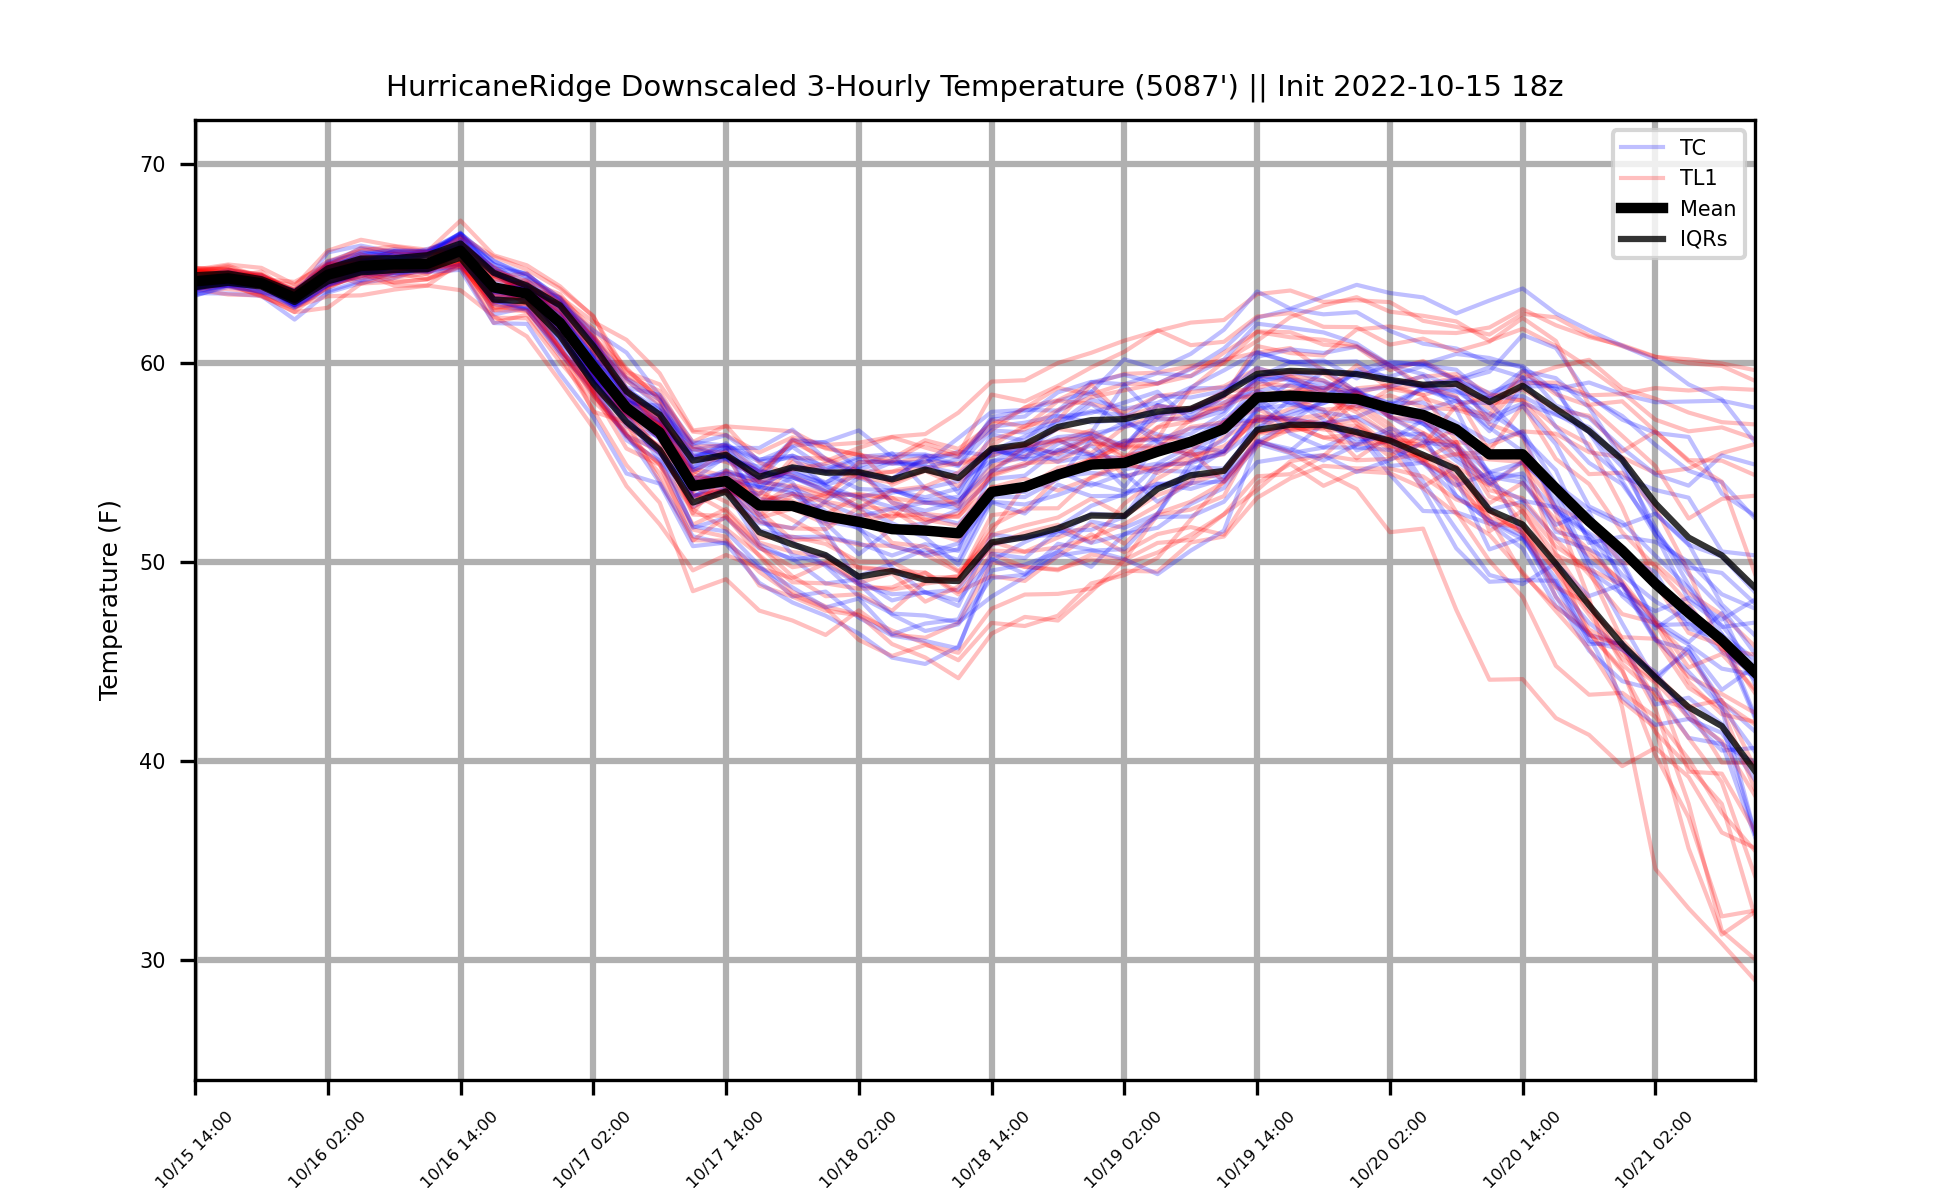 HurricaneRidge Downscaled 3-Hourly Temperature (5087') || Init 2022-10-15 18z
TC
TL1
Mean
IQRs
Temperature (F)
70
60
50
40
30
10/15 14:00
10/16 02:00
10/16 14:00
10/17 02:00
10/17 14:00
10/18 02:00
10/18 14:00
10/19 02:00
10/19 14:00
10/20 02:00
10/20 14:00
10/21 02:00